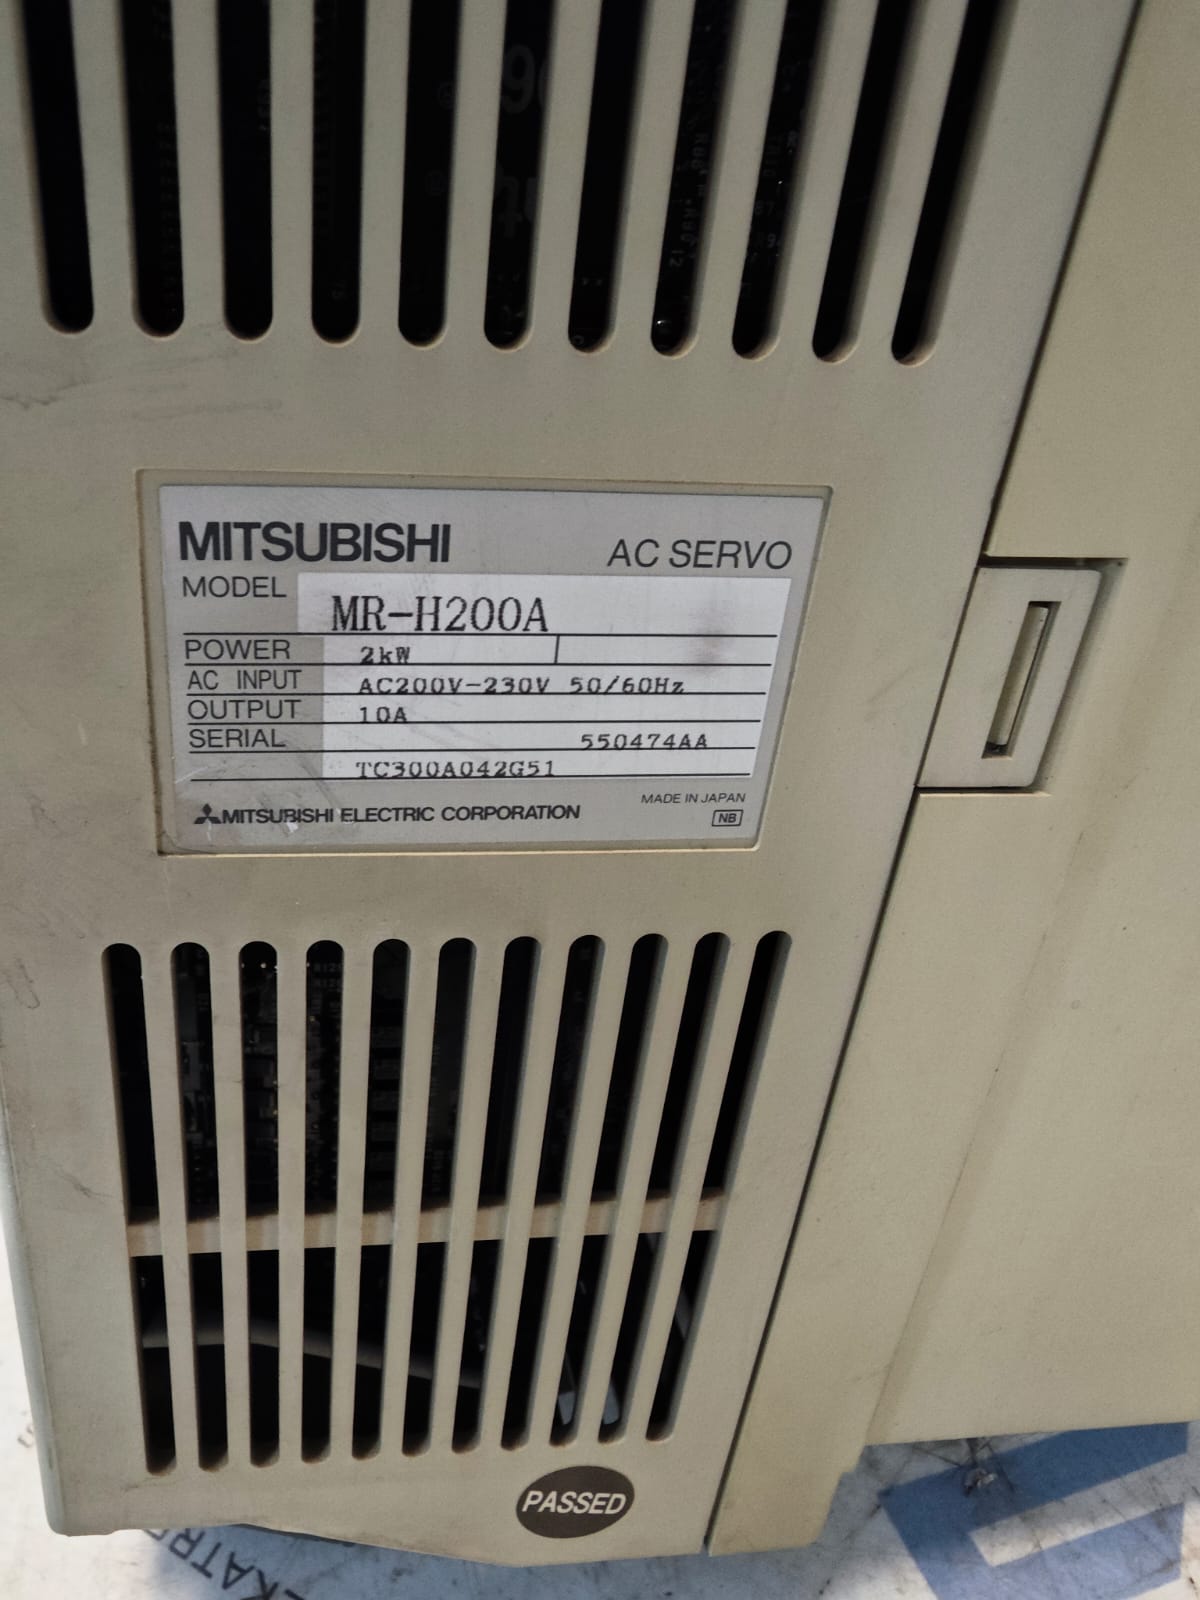 MITSUBISHI
AC SERVO
MODEL MR-H200A
POWER 2kW
AC INPUT AC200V-230V 50/60Hz
OUTPUT 10A
SERIAL 550474AA
TC300A042G51
MITSUBISHI ELECTRIC CORPORATION
MADE IN JAPAN
NB
PASSED